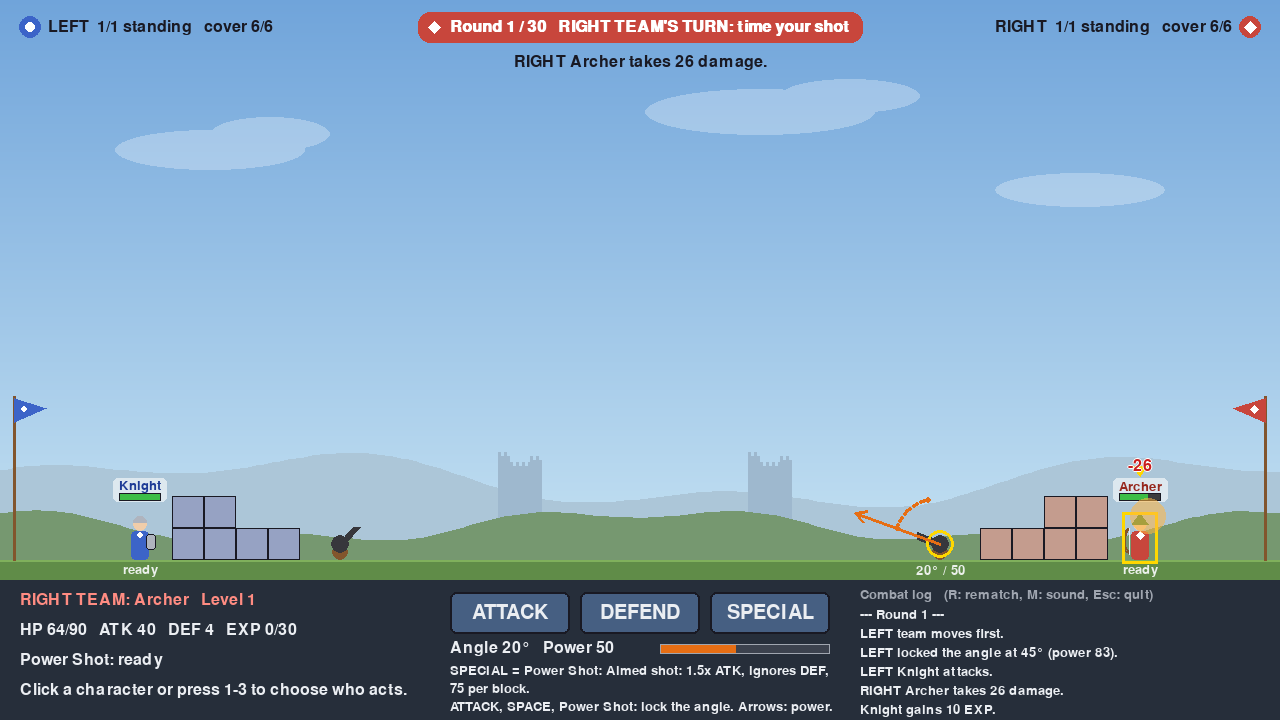 LEFT 1/1 standing cover 6/6
Round 1 / 30 RIGHT TEAM'S TURN: time your shot
RIGHT 1/1 standing cover 6/6
RIGHT Archer takes 26 damage.
-26
Knight
Archer
ready
20° / 50
ready
RIGHT TEAM: Archer Level 1
HP 64/90 ATK 40 DEF 4 EXP 0/30
Power Shot: ready
Click a character or press 1-3 to choose who acts.
ATTACK
DEFEND
SPECIAL
Angle 20° Power 50
SPECIAL = Power Shot: Aimed shot: 1.5x ATK, ignores DEF,
75 per block.
ATTACK, SPACE, Power Shot: lock the angle. Arrows: power.
Combat log (R: rematch, M: sound, Esc: quit)
--- Round 1 ---
LEFT team moves first.
LEFT locked the angle at 45° (power 83).
LEFT Knight attacks.
RIGHT Archer takes 26 damage.
Knight gains 10 EXP.